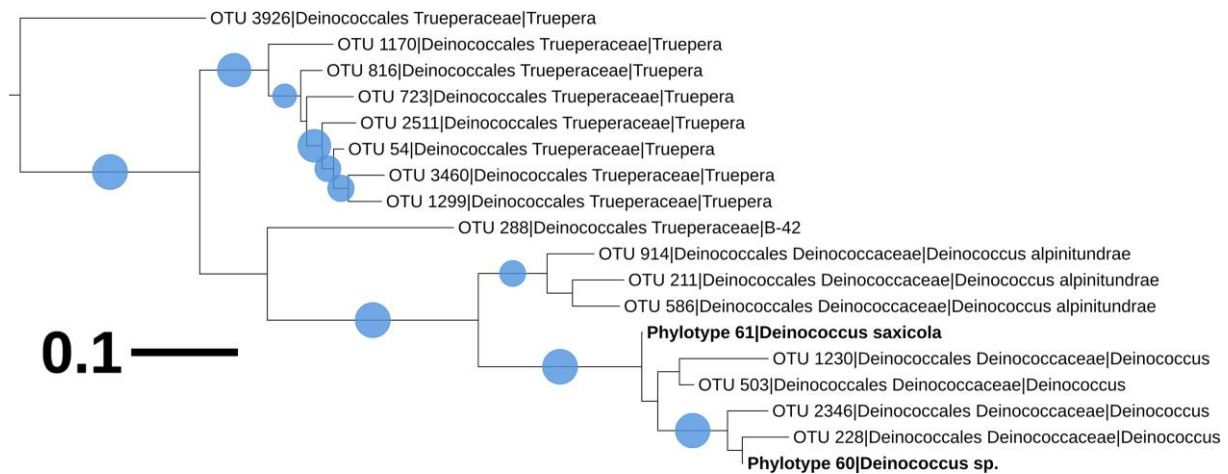 OTU 3926|Deinococcales Trueperaceae|Truepera
OTU 1170|Deinococcales Trueperaceae|Truepera
OTU 816|Deinococcales Trueperaceae|Truepera
OTU 723|Deinococcales Trueperaceae|Truepera
OTU 2511|Deinococcales Trueperaceae|Truepera
OTU 54|Deinococcales Trueperaceae|Truepera
OTU 3460|Deinococcales Trueperaceae|Truepera
OTU 1299|Deinococcales Trueperaceae|Truepera
OTU 288|Deinococcales Trueperaceae|B-42
OTU 914|Deinococcales Deinococcaceae|Deinococcus alpinitundrae
OTU 211|Deinococcales Deinococcaceae|Deinococcus alpinitundrae
OTU 586|Deinococcales Deinococcaceae|Deinococcus alpinitundrae
Phylotype 61|Deinococcus saxicola
0.1
OTU 1230|Deinococcales Deinococcaceae|Deinococcus
OTU 503|Deinococcales Deinococcaceae|Deinococcus
OTU 2346|Deinococcales Deinococcaceae|Deinococcus
OTU 228|Deinococcales Deinococcaceae|Deinococcus
Phylotype 60|Deinococcus sp.